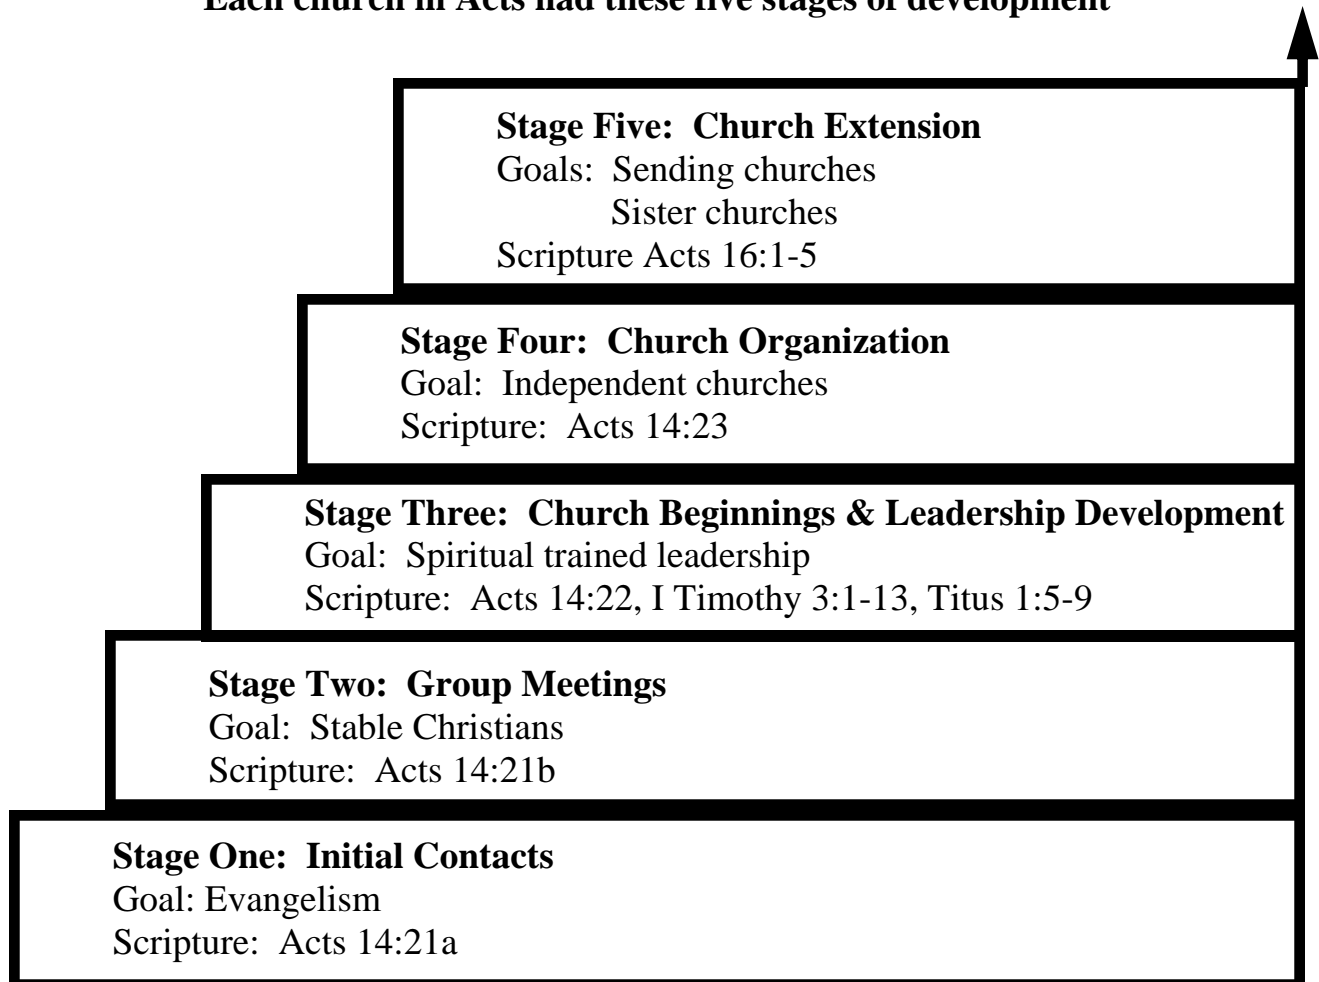 Each church in Acts had these five stages of development
Stage Five:  Church Extension
Goals:  Sending churches
Sister churches
Scripture Acts 16:1-5
Stage Four:  Church Organization
Goal:  Independent churches
Scripture:  Acts 14:23
Stage Three:  Church Beginnings & Leadership Development
Goal:  Spiritual trained leadership
Scripture:  Acts 14:22, I Timothy 3:1-13, Titus 1:5-9
Stage Two:  Group Meetings
Goal:  Stable Christians
Scripture:  Acts 14:21b
Stage One:  Initial Contacts
Goal: Evangelism
Scripture:  Acts 14:21a